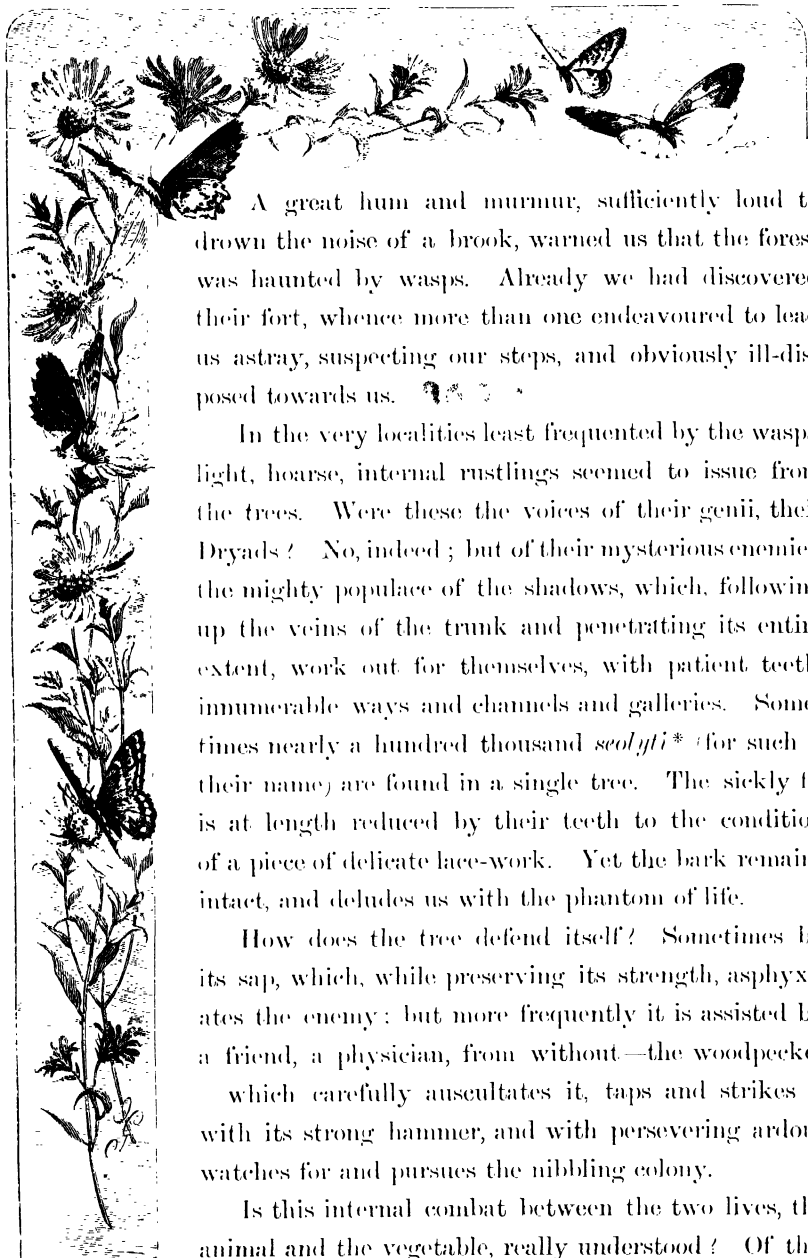 A great hum and murmur, sufficiently loud t
drown the noise of a brook, warned us that the fores
was haunted by wasps. Already we had discovere
their fort, whence more than one endeavoured to lea
us astray, suspecting our steps, and obviously ill-dis
posed towards us.
In the very localities least frequented by the wasp
light, hoarse, internal rustlings seemed to issue fro
the trees. Were these the voices of their genii, thei
Dryads? No, indeed; but of their mysterious enemie
the mighty populace of the shadows, which, followin
up the veins of the trunk and penetrating its entir
extent, work out for themselves, with patient teet
innumerable ways and channels and galleries. Some
times nearly a hundred thousand scolyti* (for such
their name) are found in a single tree. The sickly f
is at length reduced by their teeth to the conditio
of a piece of delicate lace-work. Yet the bark remain
intact, and deludes us with the phantom of life.
How does the tree defend itself? Sometimes b
its sap, which, while preserving its strength, asphyx
ates the enemy: but more frequently it is assisted b
a friend, a physician, from without—the woodpecke
which carefully auscultates it, taps and strikes
with its strong hammer, and with persevering ardou
watches for and pursues the nibbling colony.
Is this internal combat between the two lives, th
animal and the vegetable, really understood? Of th